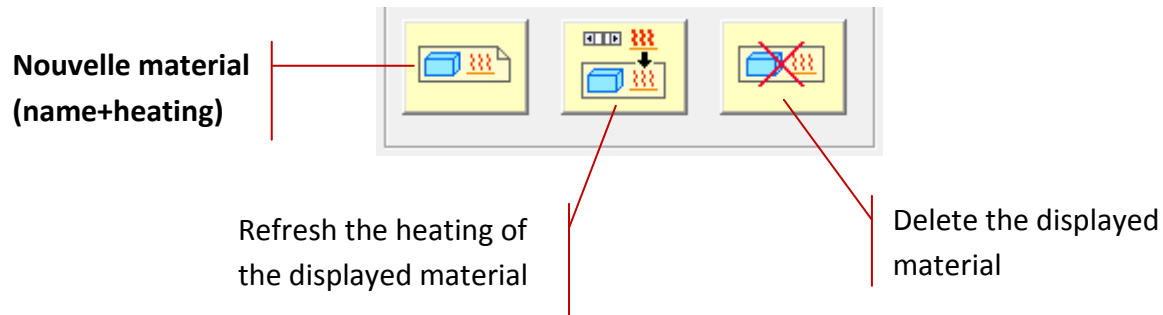 Nouvelle material
(name+heating)
Refresh the heating of
the displayed material
Delete the displayed
material